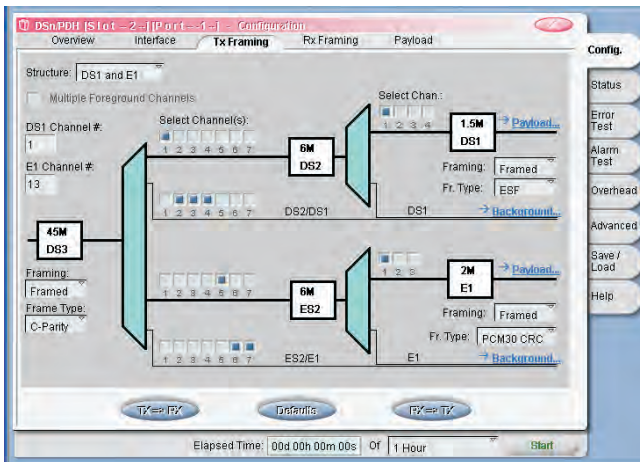 DSn/PDH [Slot - 2 -][Port - 1 -] - Configuration
Overview Interface Tx Framing Rx Framing Payload
Config.
Status
Error Test
Alarm Test
Overhead
Advanced
Save / Load
Help
Structure: DS1 and E1
Multiple Foreground Channels
DS1 Channel #:
1
E1 Channel #:
13
45M
DS3
Framing:
Framed
Frame Type:
C-Parity
Select Channel(s):
1 2 3 4 5 6 7
6M
DS2
Select Chan.:
1 2 3 4
1.5M
DS1
Payload...
Framing: Framed
Fr. Type: ESF
1 2 3 4 5 6 7
DS2/DS1
DS1
Background...
1 2 3 4 5 6 7
6M
ES2
1 2 3
2M
E1
Payload...
Framing: Framed
Fr. Type: PCM30 CRC
1 2 3 4 5 6 7
ES2/E1
E1
Background...
TX=> RX
Defaults
RX=> TX
Elapsed Time: 00d 00h 00m 00s Of 1 Hour Start